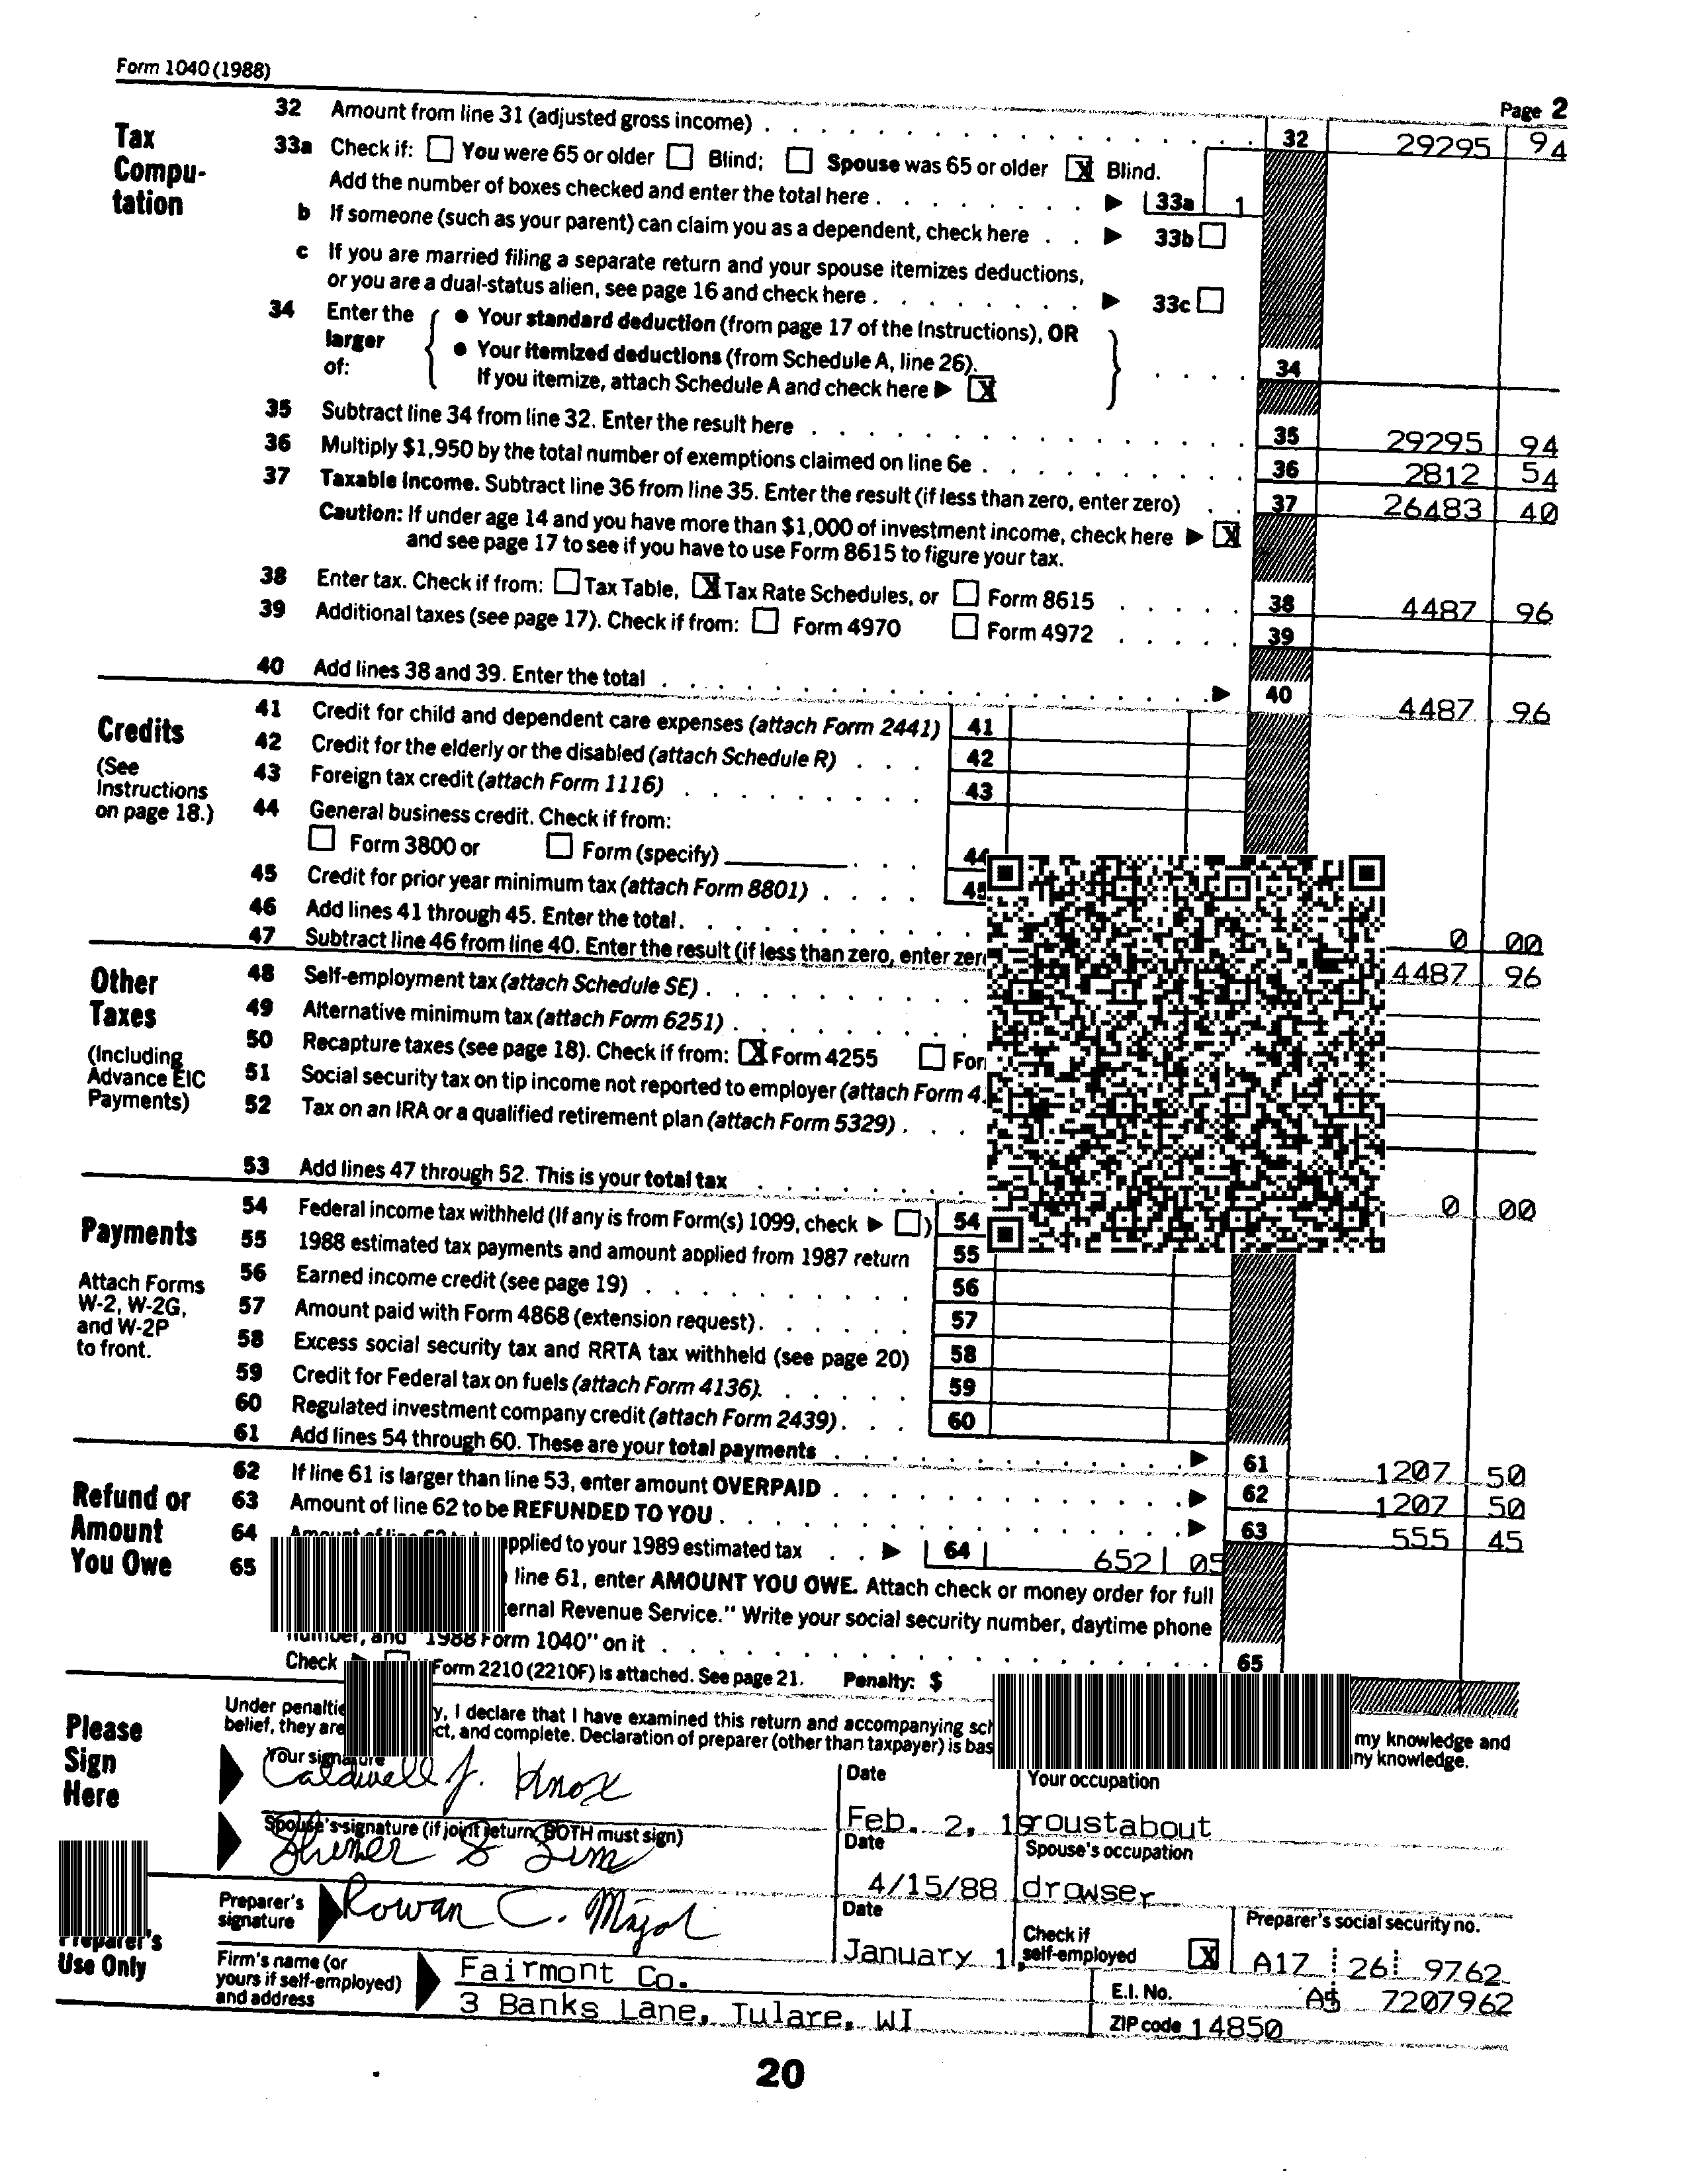 Form 1040 (1988)
Page 2
Tax Compu-tation
32 Amount from line 31 (adjusted gross income) . . . 32 29295 94
33a Check if: You were 65 or older Blind; Spouse was 65 or older X Blind.
Add the number of boxes checked and enter the total here . . . 33a 1
b If someone (such as your parent) can claim you as a dependent, check here . . 33b
c If you are married filing a separate return and your spouse itemizes deductions,
or you are a dual-status alien, see page 16 and check here . . . 33c
34 Enter the larger of:
• Your standard deduction (from page 17 of the Instructions), OR
• Your itemized deductions (from Schedule A, line 26).
If you itemize, attach Schedule A and check here X . . . . 34
35 Subtract line 34 from line 32. Enter the result here . . . 35 29295 94
36 Multiply $1,950 by the total number of exemptions claimed on line 6e . . . 36 2812 54
37 Taxable income. Subtract line 36 from line 35. Enter the result (if less than zero, enter zero) . . 37 26483 40
Caution: If under age 14 and you have more than $1,000 of investment income, check here X
and see page 17 to see if you have to use Form 8615 to figure your tax.
38 Enter tax. Check if from: Tax Table, X Tax Rate Schedules, or Form 8615 . . . . 38 4487 96
39 Additional taxes (see page 17). Check if from: Form 4970 Form 4972 . . . . 39
40 Add lines 38 and 39. Enter the total . . . 40 4487 96
Credits
(See Instructions on page 18.)
41 Credit for child and dependent care expenses (attach Form 2441) 41
42 Credit for the elderly or the disabled (attach Schedule R) . . . 42
43 Foreign tax credit (attach Form 1116) . . . 43
44 General business credit. Check if from:
Form 3800 or Form (specify) . . . 44
45 Credit for prior year minimum tax (attach Form 8801) . . . . 45
46 Add lines 41 through 45. Enter the total. . . . 0 00
47 Subtract line 46 from line 40. Enter the result (if less than zero, enter 4487 96
Other Taxes
(Including Advance EIC Payments)
48 Self-employment tax (attach Schedule SE) . . .
49 Alternative minimum tax (attach Form 6251) . . .
50 Recapture taxes (see page 18). Check if from: X Form 4255
51 Social security tax on tip income not reported to employer (attach Form 4
52 Tax on an IRA or a qualified retirement plan (attach Form 5329) . . .
53 Add lines 47 through 52. This is your total tax . . . 0 00
Payments
Attach Forms W-2, W-2G, and W-2P to front.
54 Federal income tax withheld (If any is from Form(s) 1099, check ) 54
55 1988 estimated tax payments and amount applied from 1987 return 55
56 Earned income credit (see page 19) . . . 56
57 Amount paid with Form 4868 (extension request) . . . 57
58 Excess social security tax and RRTA tax withheld (see page 20) 58
59 Credit for Federal tax on fuels (attach Form 4136). . . . 59
60 Regulated investment company credit (attach Form 2439) . . . 60
61 Add lines 54 through 60. These are your total payments . . . 61 1207 50
Refund or Amount You Owe
62 If line 61 is larger than line 53, enter amount OVERPAID . . . 62 1207 50
63 Amount of line 62 to be REFUNDED TO YOU . . . 63 555 45
64 applied to your 1989 estimated tax . . 64 652 05
65 line 61, enter AMOUNT YOU OWE. Attach check or money order for full
Revenue Service." Write your social security number, daytime phone
number, and "1988 Form 1040" on it . . . 65
Check Form 2210 (2210F) is attached. See page 21. Penalty: $
Please Sign Here
Under I declare that I have examined this return and accompanying my knowledge and
belief, they are and complete. Declaration of preparer (other than taxpayer) is knowledge.
Your signature Date Your occupation
Caldwell J. Knox Feb. 2, 19 roustabout
Spouse's signature (if joint return, BOTH must sign) Date Spouse's occupation
4/15/88 drowser
Preparer's Use Only
Preparer's signature Rowan C. Date January 1, Check if self-employed X Preparer's social security no. A17 26 9762
Firm's name (or yours if self-employed) and address Fairmont Co. E.I. No. 7207962
3 Banks Lane, Tulare, WI ZIP code 14850
20